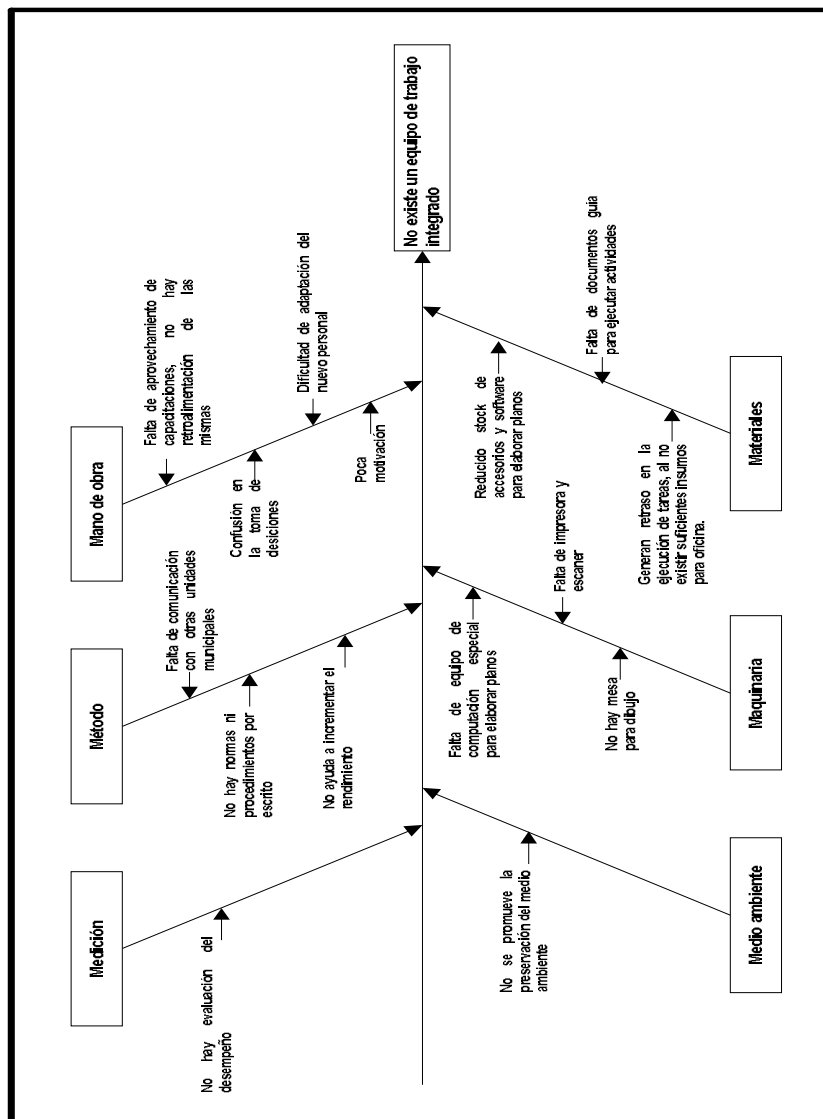 Medición
Método
Mano de obra
No hay evaluación del
desempeño
Falta de comunicación
con otras unidades
municipales
No hay normas ni
procedimientos por
escrito
No ayuda a incrementar el
rendimiento
Falta de aprovechamiento de
capacitaciones, no hay
retroalimentación de las
mismas
Confusión en
la toma de
desiciones
Dificultad de adaptación del
nuevo personal
Poca
motivación
No existe un equipo de trabajo
integrado
No se promueve la
preservación del medio
ambiente
Falta de equipo de
computación especial
para elaborar planos
Falta de impresora y
escaner
No hay mesa
para dibujo
Reducido stock de
accesorios y software
para elaborar planos
Falta de documentos guia
para ejecutar actividades
Generan retraso en la
ejecución de tareas, al no
existir suficientes insumos
para oficina.
Medio ambiente
Maquinaria
Materiales